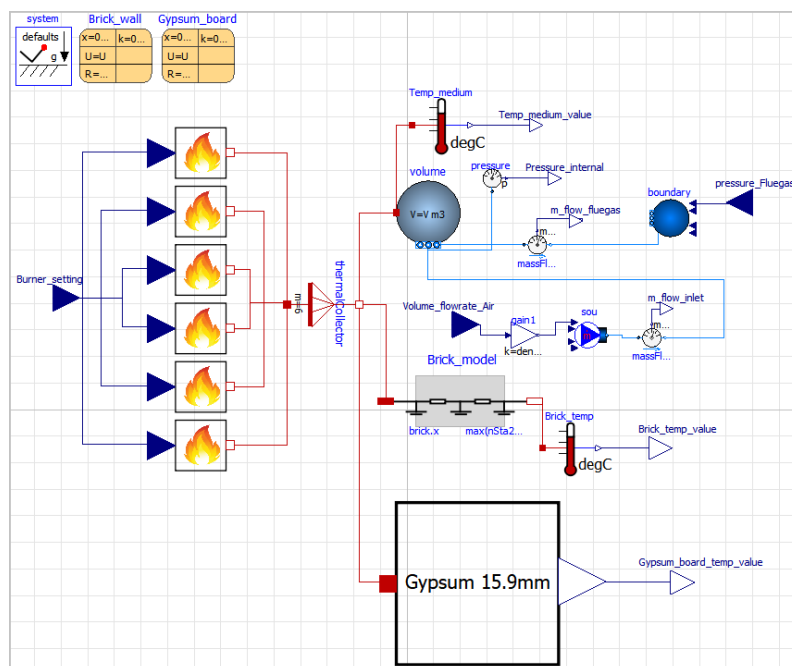 system
Brick_wall
Gypsum_board
defaults
g
x=0...
k=0...
U=U
R=...
x=0...
k=0...
U=U
R=...
Temp_medium
Temp_medium_value
degC
volume
pressure
Pressure_internal
p
V=V m3
boundary
pressure_Fluegas
m_flow_fluegas
m...
massFl...
Burner_setting
m=6
thermalCollector
Volume_flowrate_Air
gain1
k=den...
sou
m_flow_inlet
m...
massFl...
Brick_model
brick.x
max(nSta2...
Brick_temp
Brick_temp_value
degC
Gypsum 15.9mm
Gypsum_board_temp_value